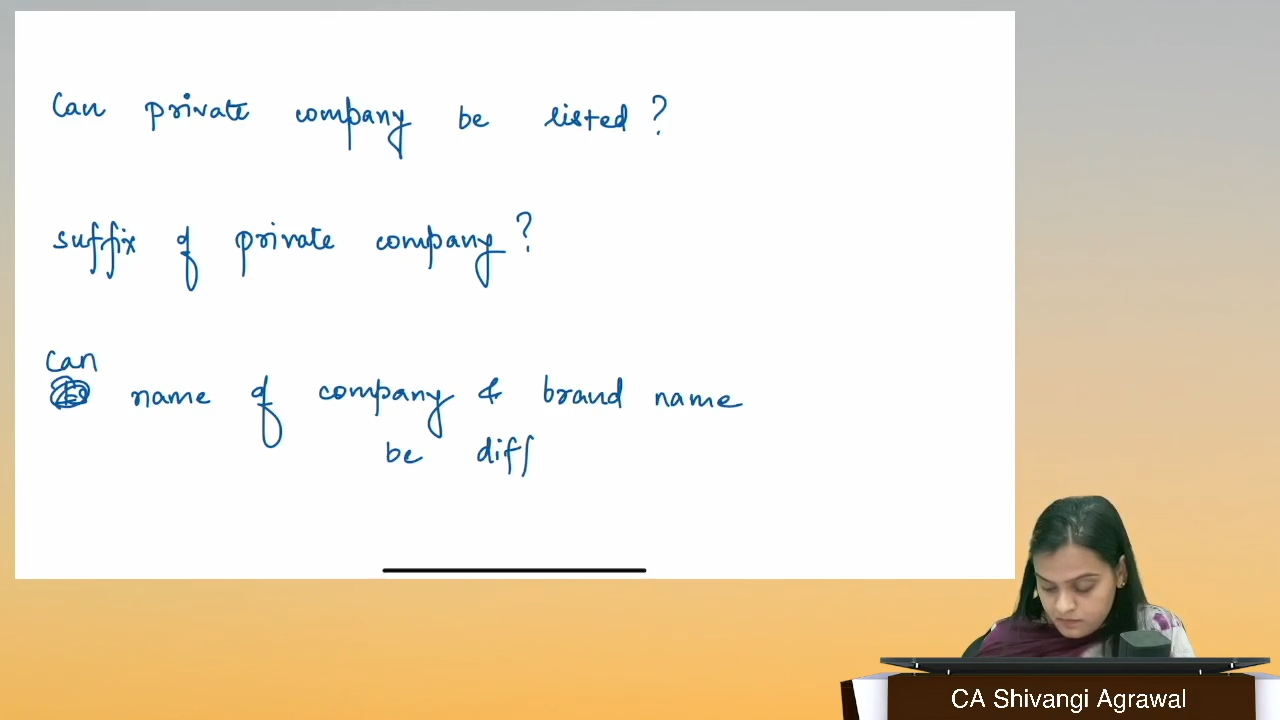 Can private company be listed?
suffix of private company?
can
name of company & brand name
be diff
CA Shivangi Agrawal